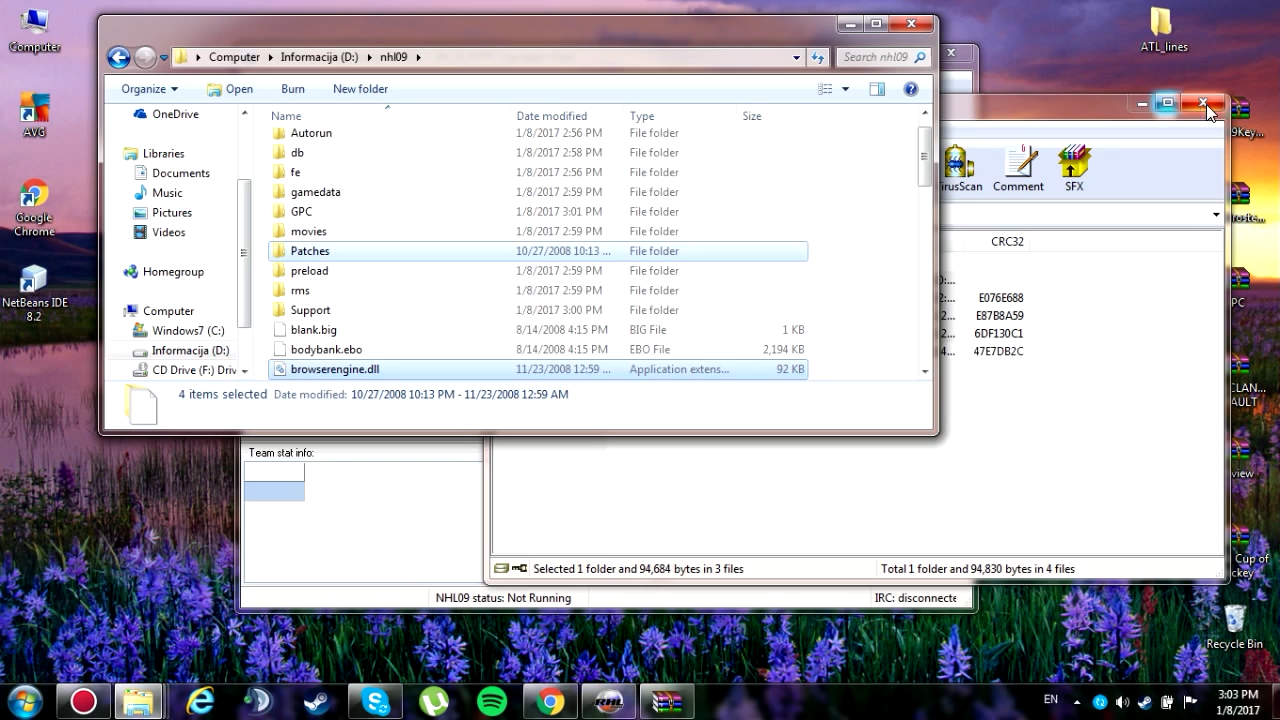 Computer
AVG
Google
Chrome
NetBeans IDE
8.2
Computer
Informacija (D:)
nhl09
Search nhl09
Organize
Open
Burn
New folder
OneDrive
Libraries
Documents
Music
Pictures
Videos
Homegroup
Computer
Windows7 (C:)
Informacija (D:)
CD Drive (F:) Driv
Name Date modified Type Size
Autorun 1/8/2017 2:56 PM File folder
db 1/8/2017 2:58 PM File folder
fe 1/8/2017 2:56 PM File folder
gamedata 1/8/2017 2:59 PM File folder
GPC 1/8/2017 3:01 PM File folder
movies 1/8/2017 2:59 PM File folder
Patches 10/27/2008 10:13 ... File folder
preload 1/8/2017 2:59 PM File folder
rms 1/8/2017 2:59 PM File folder
Support 1/8/2017 3:00 PM File folder
blank.big 8/14/2008 4:15 PM BIG File 1 KB
bodybank.ebo 8/14/2008 4:15 PM EBO File 2,194 KB
browserengine.dll 11/23/2008 12:59 ... Application extens... 92 KB
4 items selected Date modified: 10/27/2008 10:13 PM - 11/23/2008 12:59 AM
irusScan Comment SFX
CRC32
E076E688
E87B8A59
6DF130C1
47E7DB2C
Selected 1 folder and 94,684 bytes in 3 files
Total 1 folder and 94,830 bytes in 4 files
Team stat info:
NHL09 status: Not Running
IRC: disconnecte
ATL_lines
9Key...
roste...
PC
CLAN...
AULT
view
Cup of
ckey
Recycle Bin
RHL
EN
3:03 PM
1/8/2017